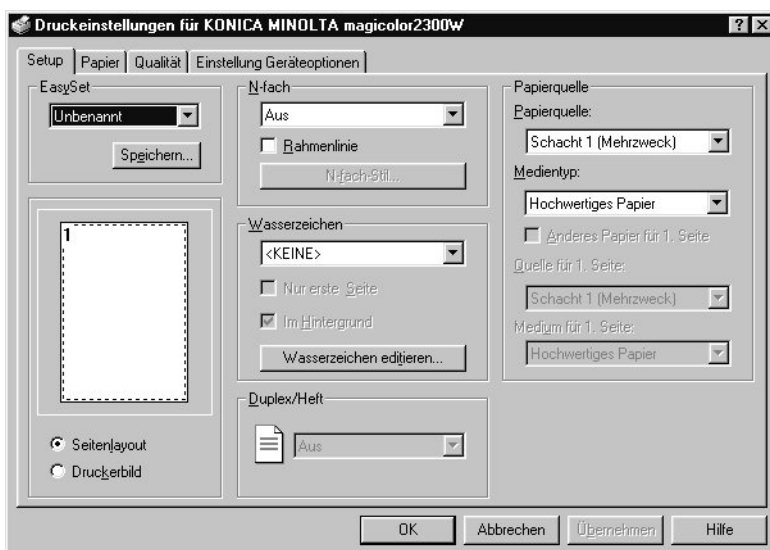 Druckeinstellungen für KONICA MINOLTA magicolor2300W
Setup Papier Qualität Einstellung Geräteoptionen
EasySet
Unbenannt
Speichern...
1
Seitenlayout
Druckerbild
N-fach
Aus
Rahmenlinie
N-fach-Stil...
Wasserzeichen
<KEINE>
Nur erste Seite
Im Hintergrund
Wasserzeichen editieren...
Duplex/Heft
Aus
Papierquelle
Papierquelle:
Schacht 1 (Mehrzweck)
Medientyp:
Hochwertiges Papier
Anderes Papier für 1. Seite
Quelle für 1. Seite:
Schacht 1 (Mehrzweck)
Medium für 1. Seite:
Hochwertiges Papier
OK Abbrechen Übernehmen Hilfe